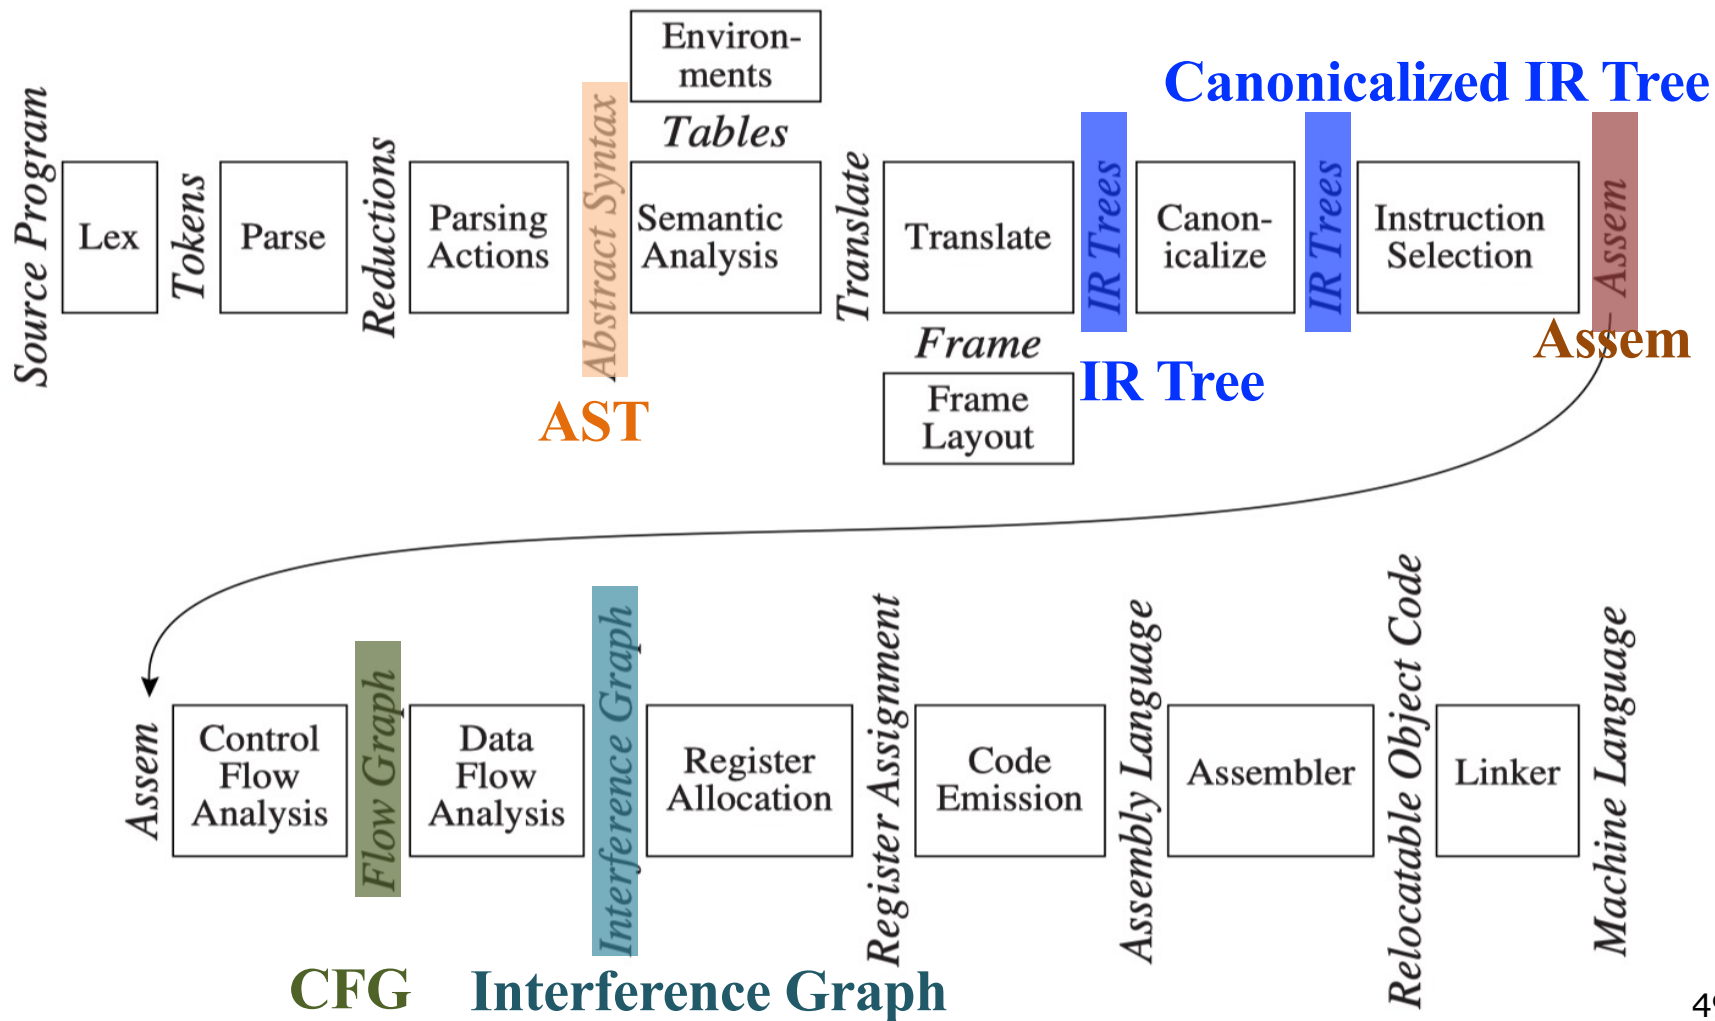 Environ-
ments
Tables
Canonicalized IR Tree
Source Program
Lex
Tokens
Parse
Reductions
Parsing
Actions
Abstract Syntax
Semantic
Analysis
Translate
Translate
IR Trees
Canon-
icalize
IR Trees
Instruction
Selection
Assem
Frame
Frame
Layout
AST
IR Tree
Assem
Assem
Control
Flow
Analysis
Flow Graph
Data
Flow
Analysis
Interference Graph
Register
Allocation
Register Assignment
Code
Emission
Assembly Language
Assembler
Relocatable Object Code
Linker
Machine Language
CFG
Interference Graph